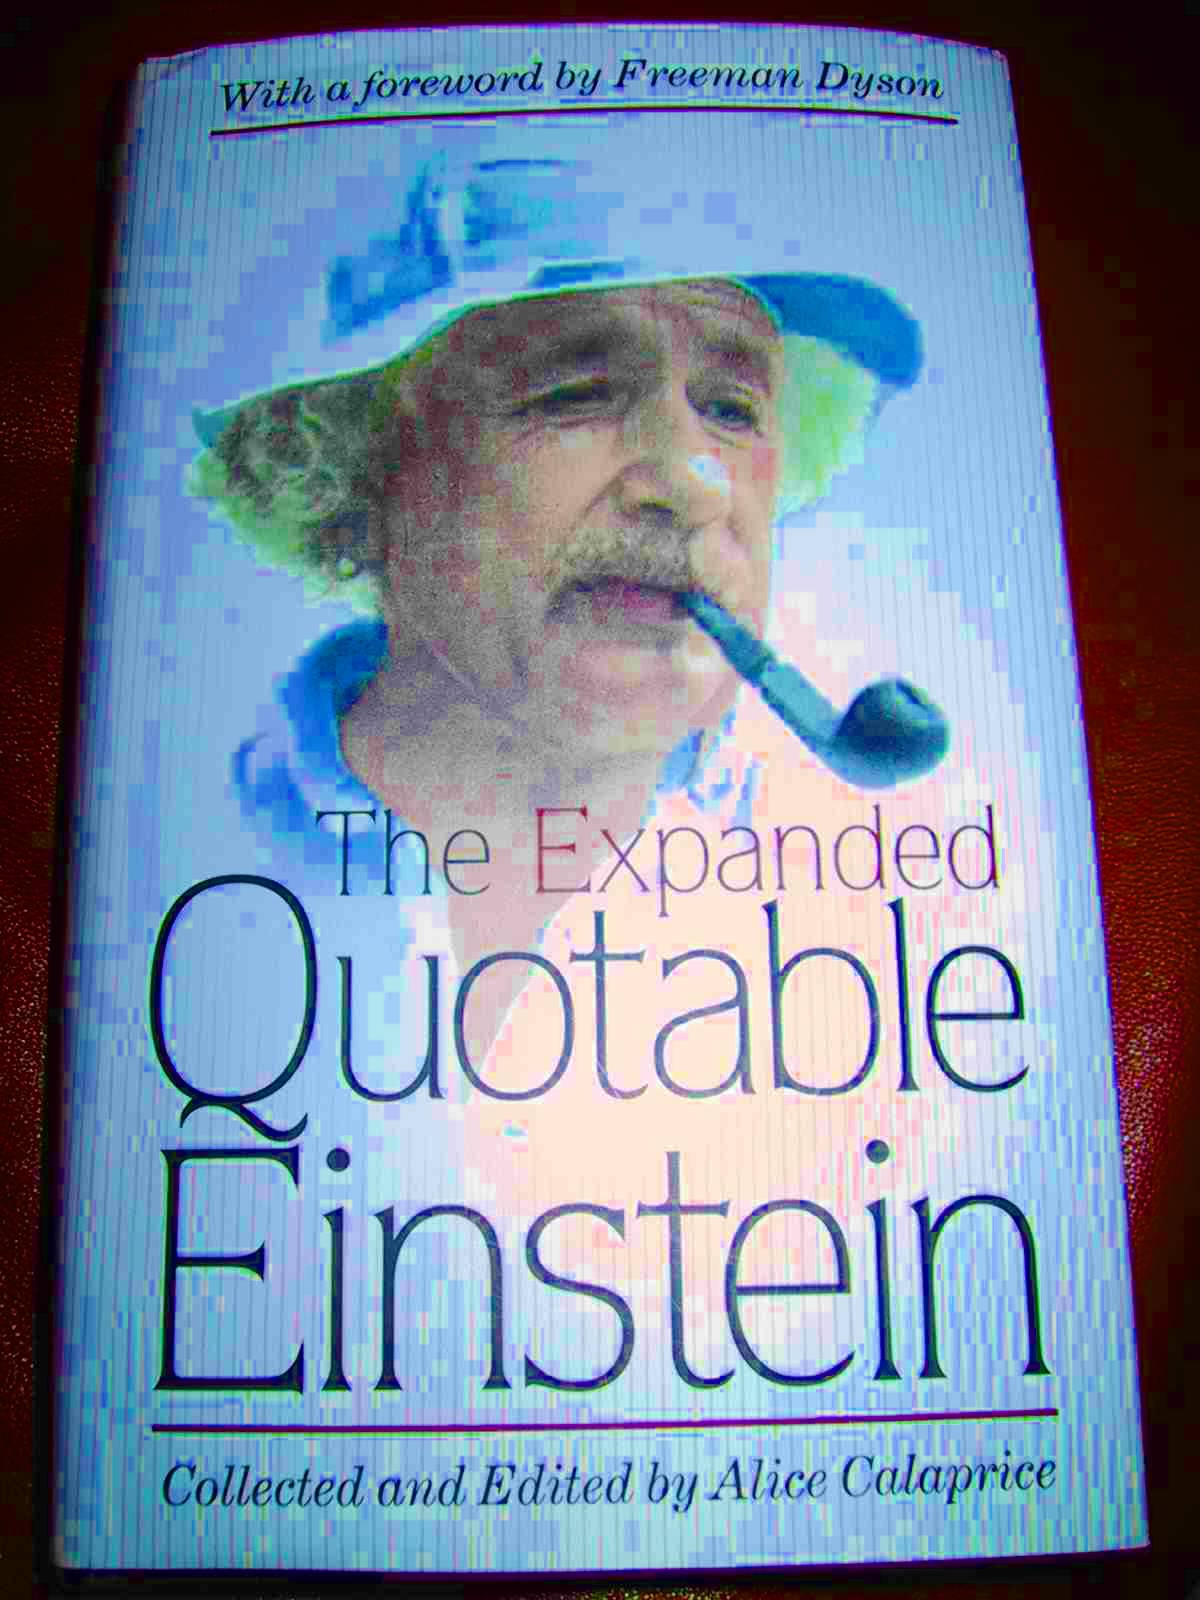 With a foreword by Freeman Dyson
The Expanded
Quotable
Einstein
Collected and Edited by Alice Calaprice